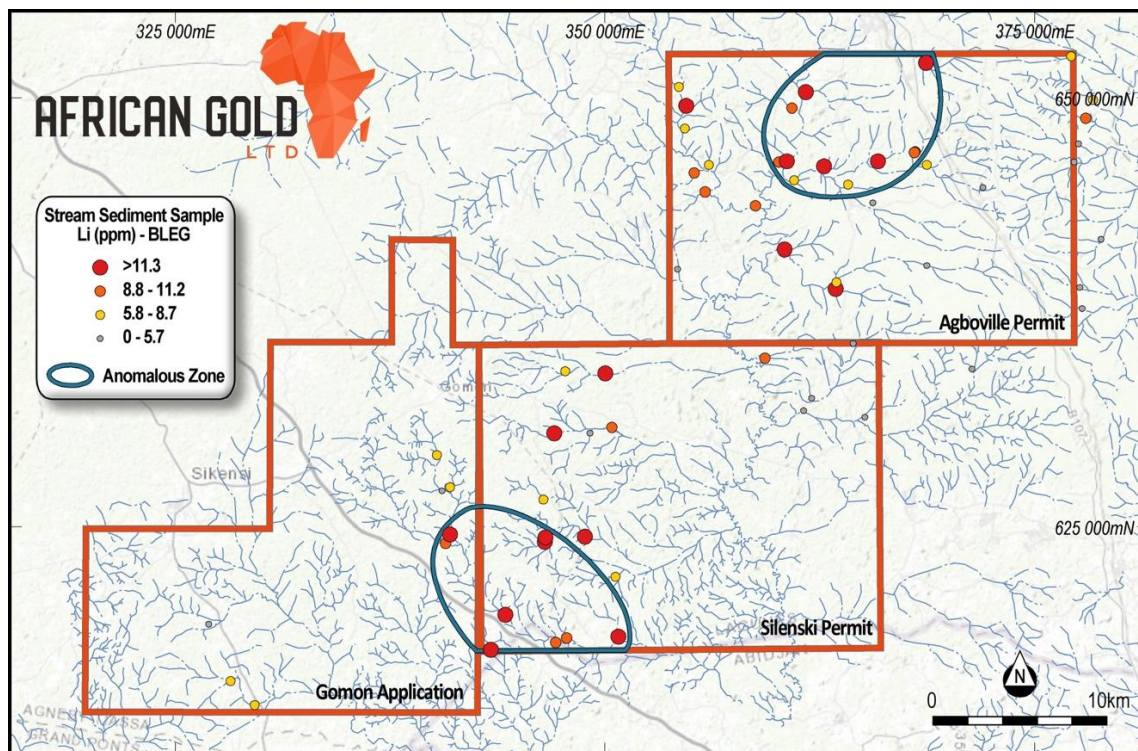 325 000mE
350 000mE
375 000mE
650 000mN
AFRICAN GOLD
LTD
Stream Sediment Sample
Li (ppm) - BLEG
>11.3
8.8 - 11.2
5.8 - 8.7
0 - 5.7
Anomalous Zone
Agboville Permit
Sikensi
625 000mN
Silenski Permit
ABIDJAN
Gomon Application
N
0
10km
GRAND PONTS